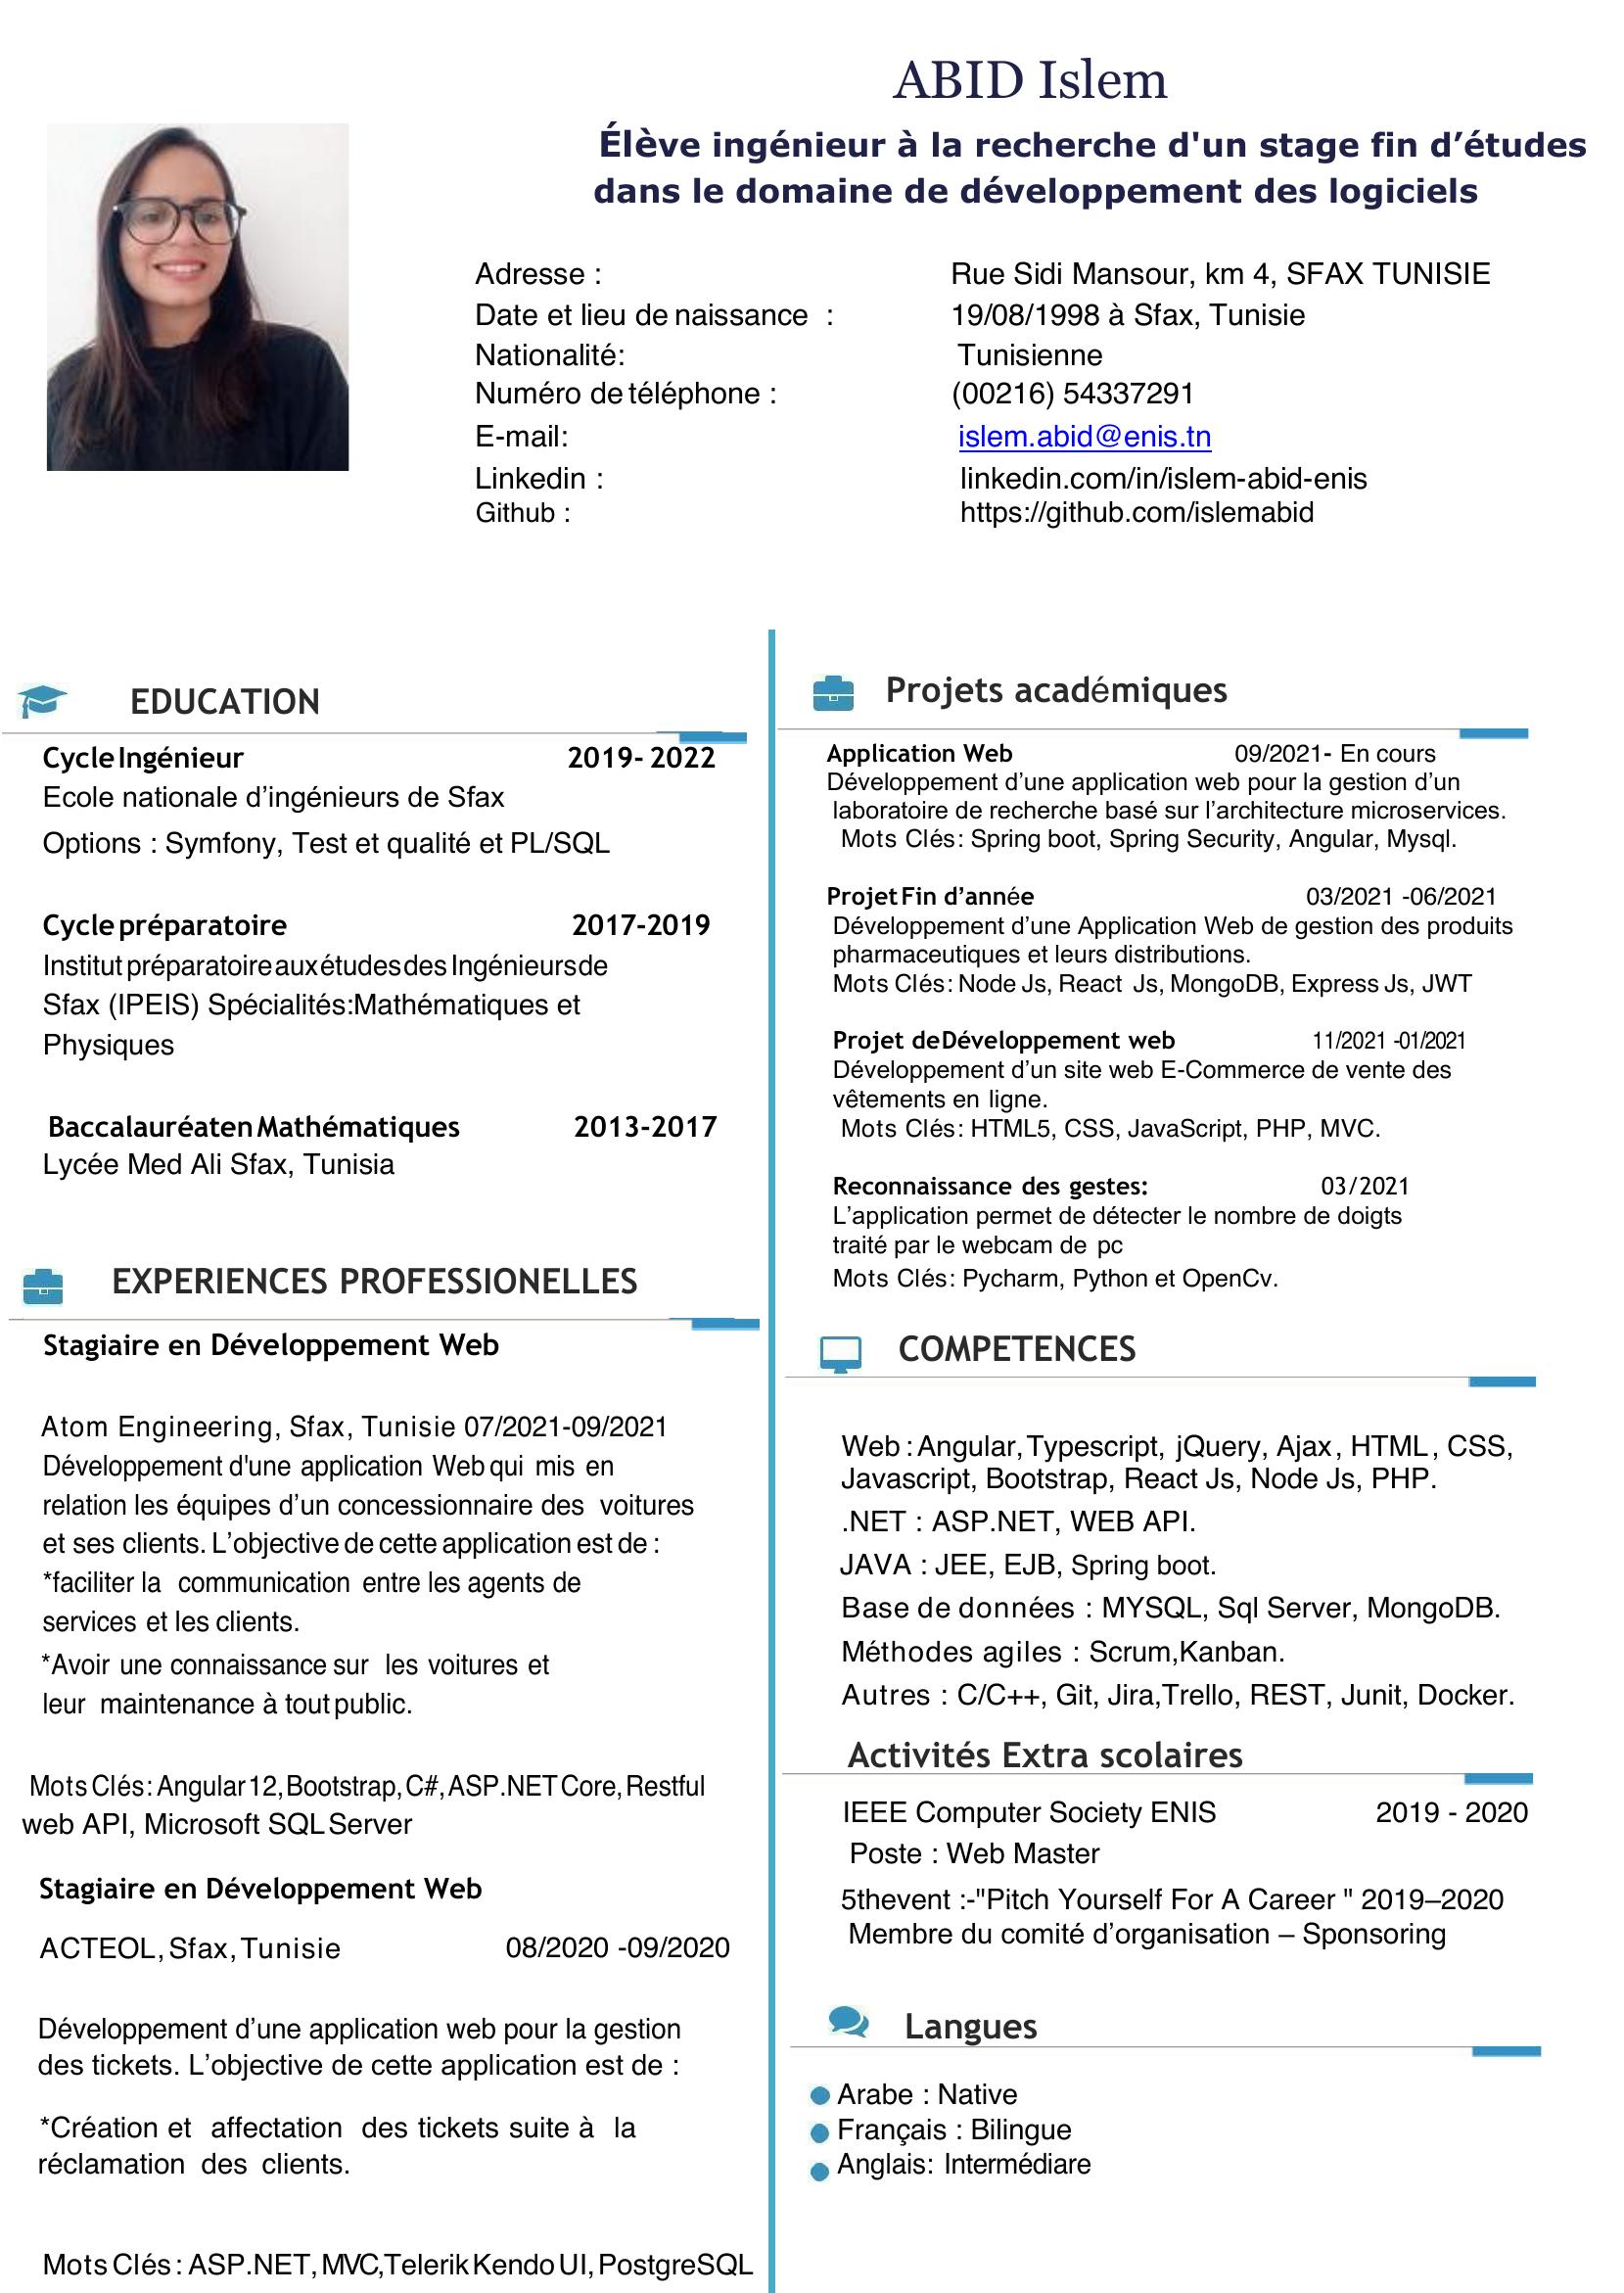 ABID Islem
Élève ingénieur à la recherche d'un stage fin d’études
dans le domaine de développement des logiciels
Adresse : Rue Sidi Mansour, km 4, SFAX TUNISIE
Date et lieu de naissance : 19/08/1998 à Sfax, Tunisie
Nationalité: Tunisienne
Numéro de téléphone : (00216) 54337291
E-mail: islem.abid@enis.tn
Linkedin : linkedin.com/in/islem-abid-enis
Github : https://github.com/islemabid
EDUCATION
Cycle Ingénieur 2019- 2022
Ecole nationale d’ingénieurs de Sfax
Options : Symfony, Test et qualité et PL/SQL
Cycle préparatoire 2017-2019
Institut préparatoire aux études des Ingénieurs de
Sfax (IPEIS) Spécialités:Mathématiques et
Physiques
Baccalauréat en Mathématiques 2013-2017
Lycée Med Ali Sfax, Tunisia
EXPERIENCES PROFESSIONELLES
Stagiaire en Développement Web
Atom Engineering, Sfax, Tunisie 07/2021-09/2021
Développement d'une application Web qui mis en
relation les équipes d’un concessionnaire des voitures
et ses clients. L’objective de cette application est de :
*faciliter la communication entre les agents de
services et les clients.
*Avoir une connaissance sur les voitures et
leur maintenance à tout public.
Mots Clés: Angular 12, Bootstrap, C#, ASP.NET Core, Restful
web API, Microsoft SQL Server
Stagiaire en Développement Web
ACTEOL, Sfax, Tunisie 08/2020 -09/2020
Développement d’une application web pour la gestion
des tickets. L’objective de cette application est de :
*Création et affectation des tickets suite à la
réclamation des clients.
Mots Clés : ASP.NET, MVC,Telerik Kendo UI, PostgreSQL
Projets académiques
Application Web 09/2021- En cours
Développement d’une application web pour la gestion d’un
laboratoire de recherche basé sur l’architecture microservices.
Mots Clés: Spring boot, Spring Security, Angular, Mysql.
Projet Fin d’année 03/2021 -06/2021
Développement d’une Application Web de gestion des produits
pharmaceutiques et leurs distributions.
Mots Clés: Node Js, React Js, MongoDB, Express Js, JWT
Projet de Développement web 11/2021 -01/2021
Développement d’un site web E-Commerce de vente des
vêtements en ligne.
Mots Clés: HTML5, CSS, JavaScript, PHP, MVC.
Reconnaissance des gestes: 03/2021
L’application permet de détecter le nombre de doigts
traité par le webcam de pc
Mots Clés: Pycharm, Python et OpenCv.
COMPETENCES
Web : Angular, Typescript, jQuery, Ajax, HTML, CSS,
Javascript, Bootstrap, React Js, Node Js, PHP.
.NET : ASP.NET, WEB API.
JAVA : JEE, EJB, Spring boot.
Base de données : MYSQL, Sql Server, MongoDB.
Méthodes agiles : Scrum,Kanban.
Autres : C/C++, Git, Jira,Trello, REST, Junit, Docker.
Activités Extra scolaires
IEEE Computer Society ENIS 2019 - 2020
Poste : Web Master
5thevent :-"Pitch Yourself For A Career " 2019–2020
Membre du comité d’organisation – Sponsoring
Langues
Arabe : Native
Français : Bilingue
Anglais: Intermédiare